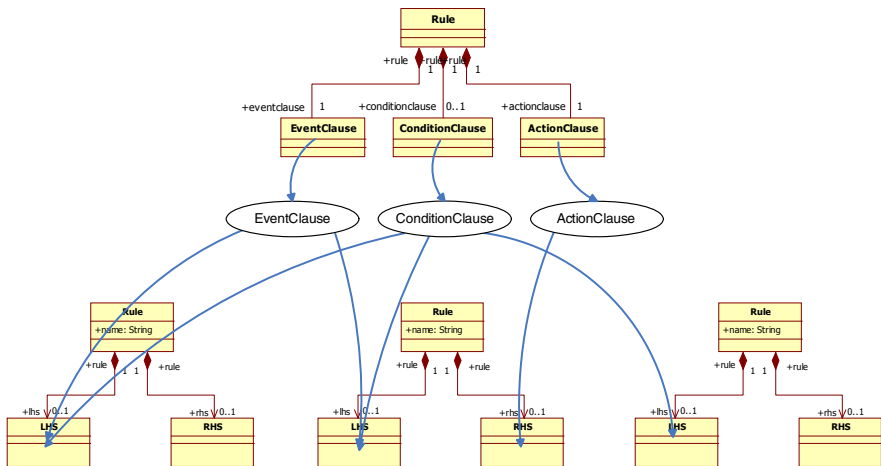 Rule
+rule +rule +rule
1 1 1
+eventclause 1 +conditionclause 0..1 +actionclause 1
EventClause ConditionClause ActionClause
EventClause ConditionClause ActionClause
Rule Rule Rule
+name: String +name: String +name: String
+rule 1 1 +rule +rule 1 1 +rule +rule 1 1 +rule
+lhs 0..1 +rhs 0..1 +lhs 0..1 +rhs 0..1 +lhs 0..1 +rhs 0..1
LHS RHS LHS RHS LHS RHS